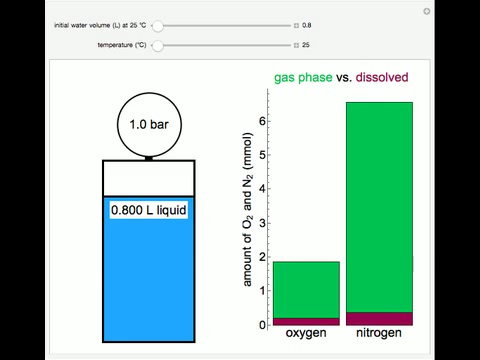 initial water volume (L) at 25 °C 0.8
temperature (°C) 25
1.0 bar
0.800 L liquid
gas phase vs. dissolved
amount of O₂ and N₂ (mmol)
6
5
4
3
2
1
0
oxygen nitrogen